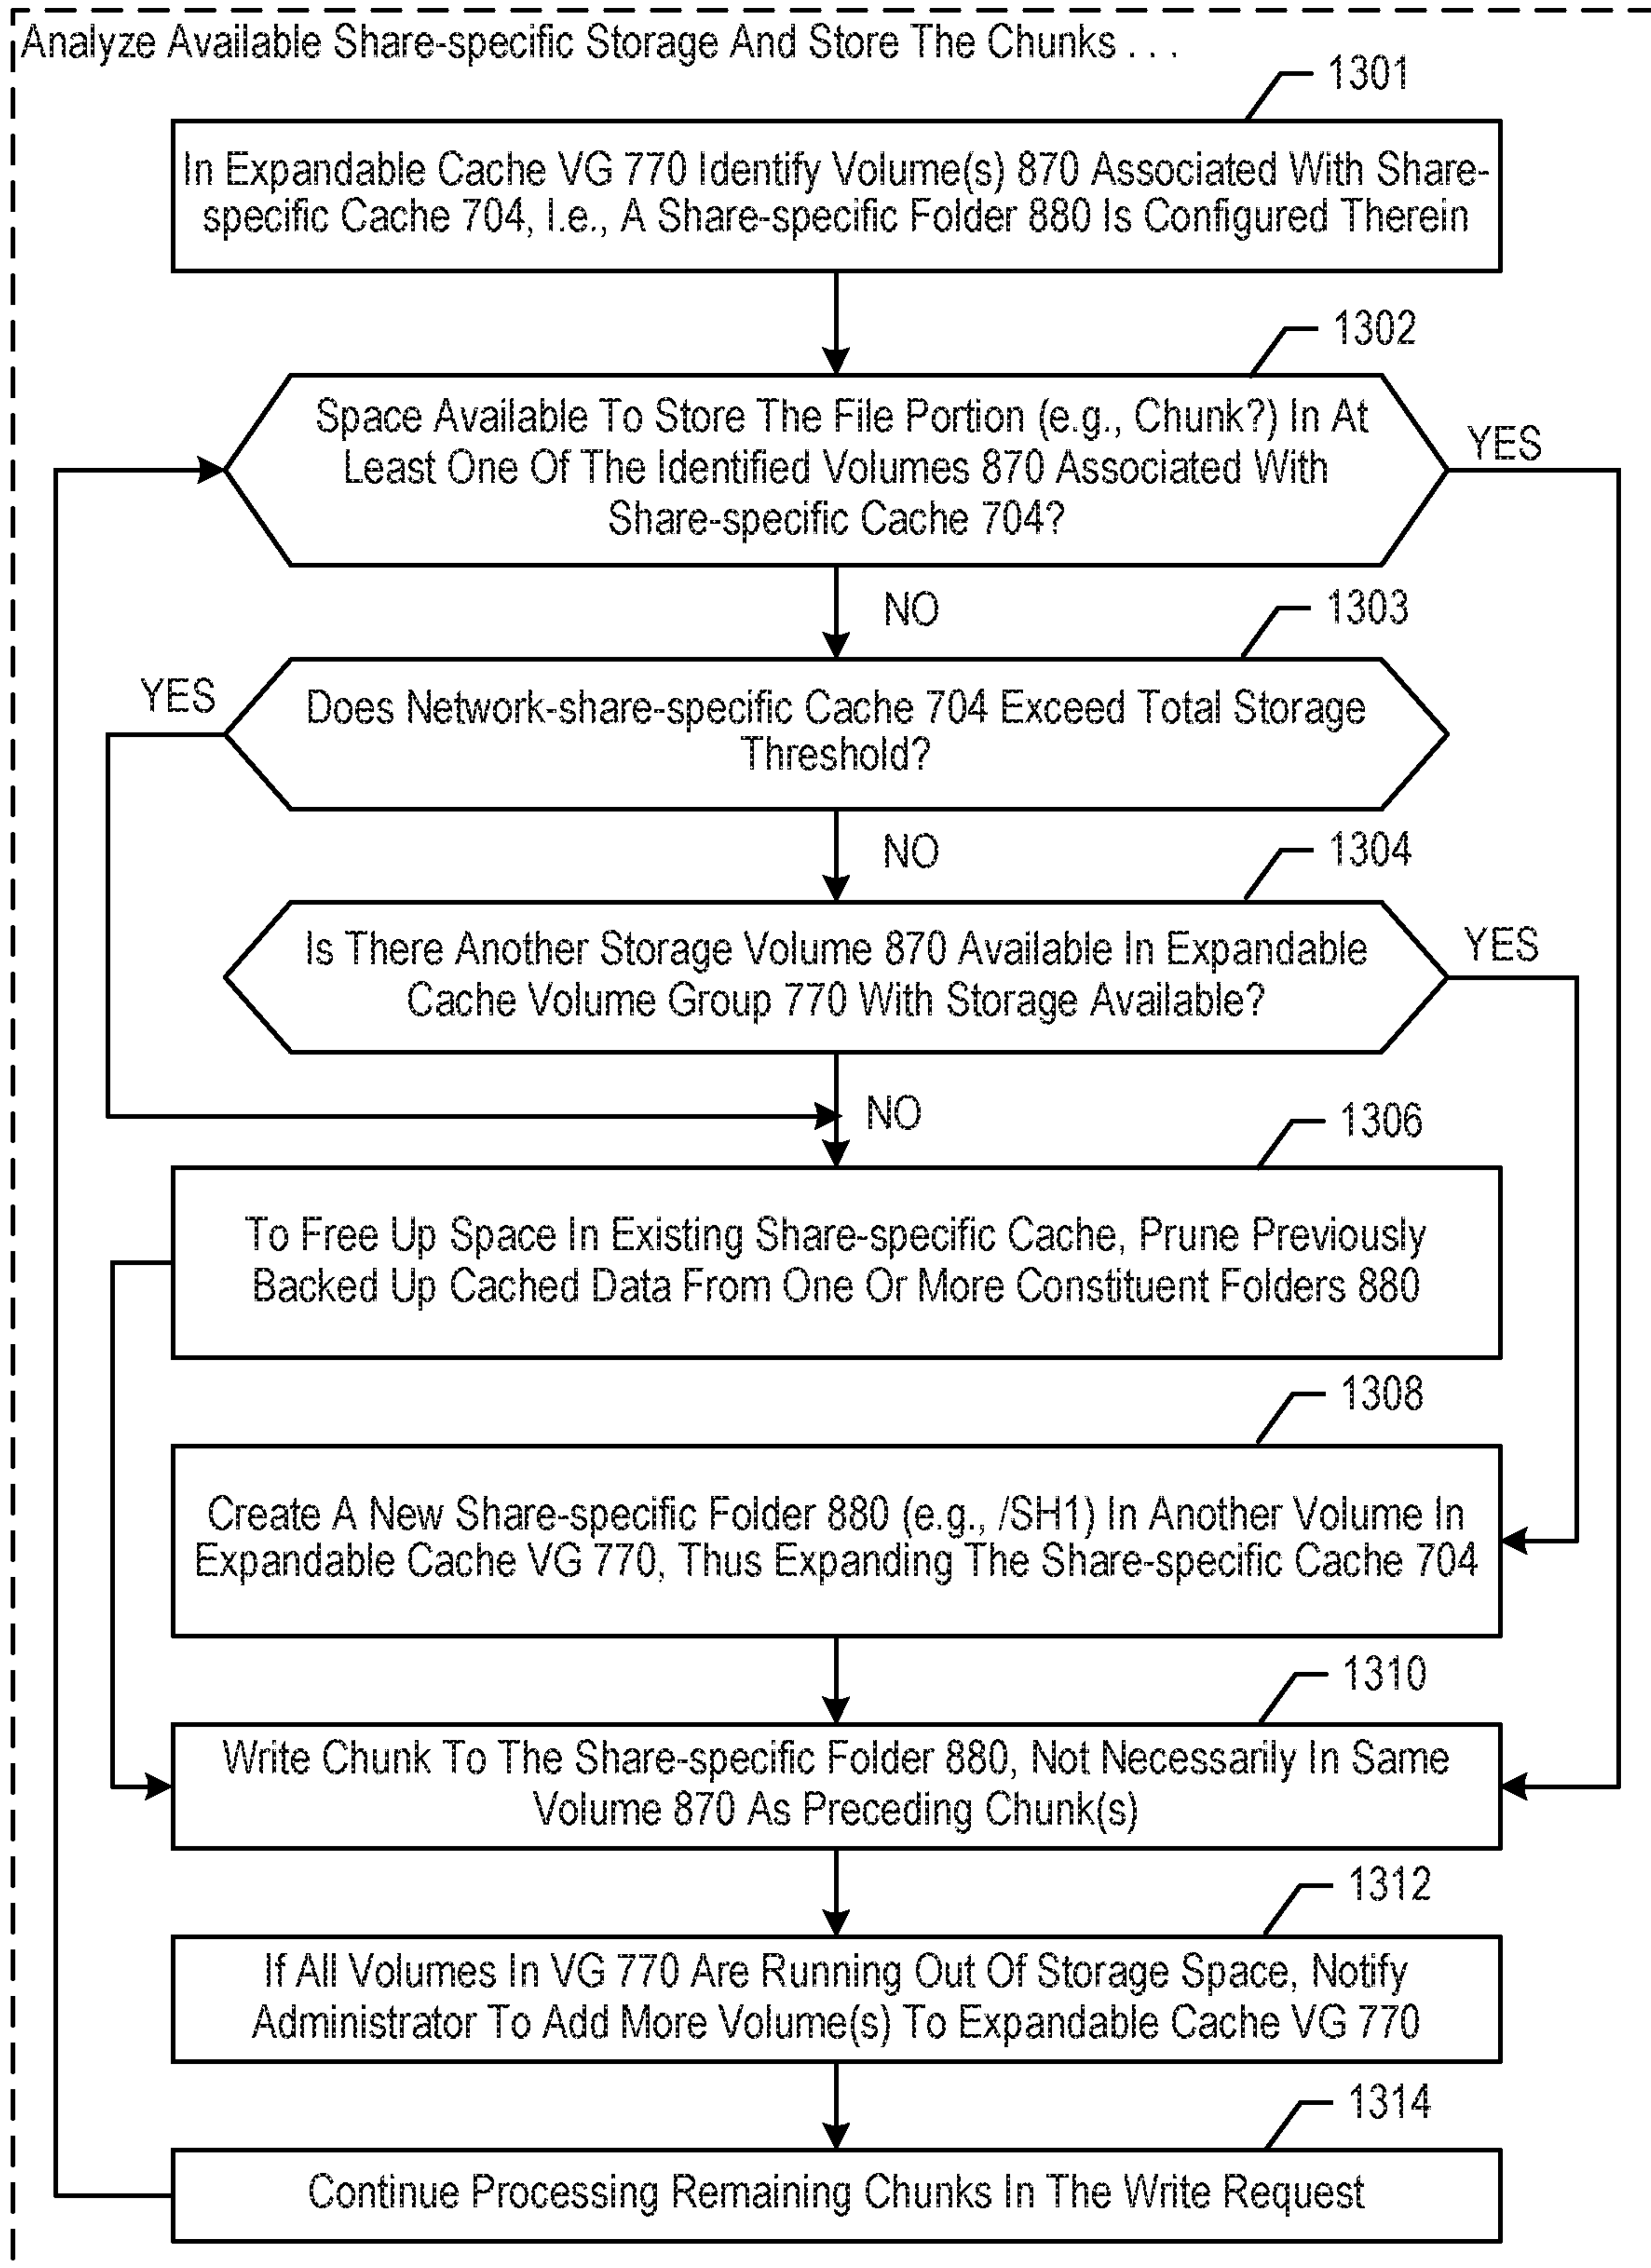 Analyze Available Share-specific Storage And Store The Chunks . . .
1301
In Expandable Cache VG 770 Identify Volume(s) 870 Associated With Share-
specific Cache 704, I.e., A Share-specific Folder 880 Is Configured Therein
1302
Space Available To Store The File Portion (e.g., Chunk?) In At
Least One Of The Identified Volumes 870 Associated With
Share-specific Cache 704?
YES
NO
1303
YES
Does Network-share-specific Cache 704 Exceed Total Storage
Threshold?
NO
1304
Is There Another Storage Volume 870 Available In Expandable
Cache Volume Group 770 With Storage Available?
YES
NO
1306
To Free Up Space In Existing Share-specific Cache, Prune Previously
Backed Up Cached Data From One Or More Constituent Folders 880
1308
Create A New Share-specific Folder 880 (e.g., /SH1) In Another Volume In
Expandable Cache VG 770, Thus Expanding The Share-specific Cache 704
1310
Write Chunk To The Share-specific Folder 880, Not Necessarily In Same
Volume 870 As Preceding Chunk(s)
1312
If All Volumes In VG 770 Are Running Out Of Storage Space, Notify
Administrator To Add More Volume(s) To Expandable Cache VG 770
1314
Continue Processing Remaining Chunks In The Write Request